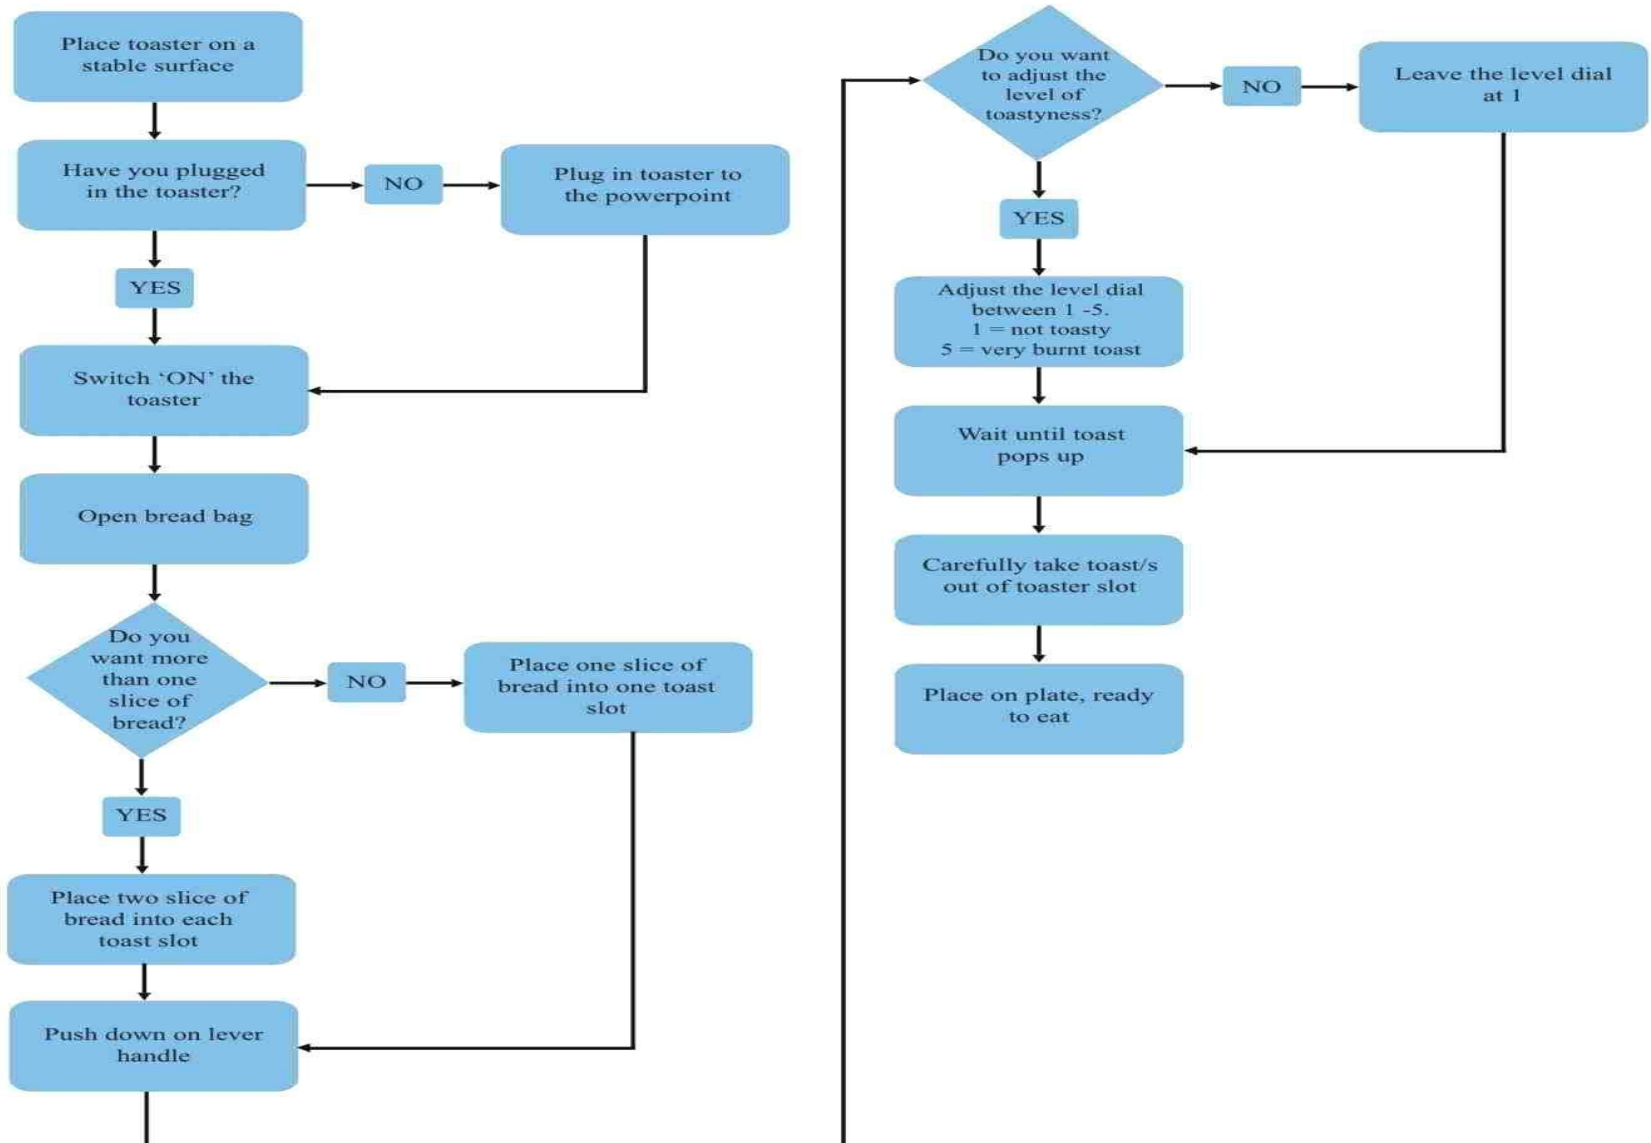 Place toaster on a
stable surface
Have you plugged
in the toaster?
NO
Plug in toaster to
the powerpoint
YES
Switch ‘ON’ the
toaster
Open bread bag
Do you
want more
than one
slice of
bread?
NO
Place one slice of
bread into one toast
slot
YES
Place two slice of
bread into each
toast slot
Push down on lever
handle
Do you want
to adjust the
level of
toastyness?
NO
Leave the level dial
at 1
YES
Adjust the level dial
between 1 -5.
1 = not toasty
5 = very burnt toast
Wait until toast
pops up
Carefully take toast/s
out of toaster slot
Place on plate, ready
to eat